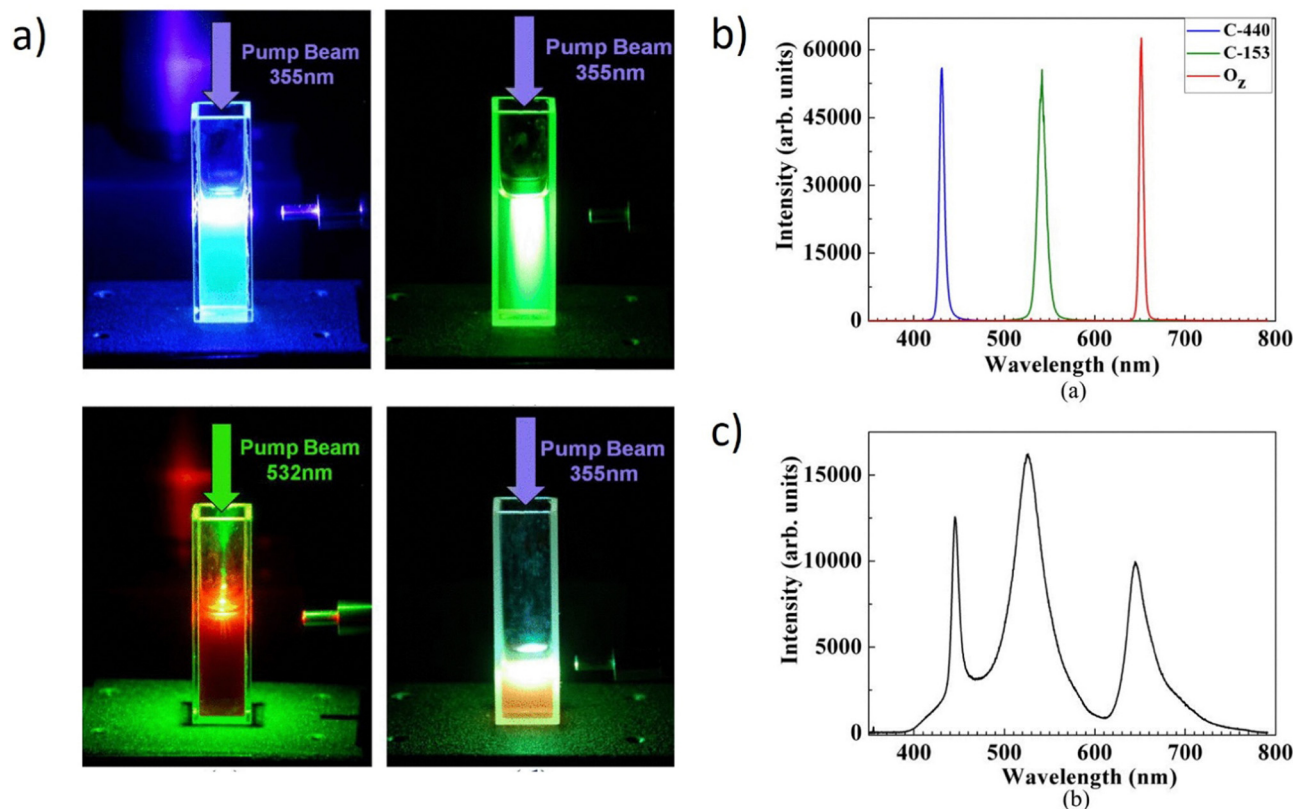 a)
Pump Beam
355nm
Pump Beam
355nm
Pump Beam
532nm
Pump Beam
355nm
b)
C-440
C-153
Oz
60000
45000
30000
15000
0
Intensity (arb. units)
400 500 600 700 800
Wavelength (nm)
(a)
c)
15000
10000
5000
0
Intensity (arb. units)
400 500 600 700 800
Wavelength (nm)
(b)